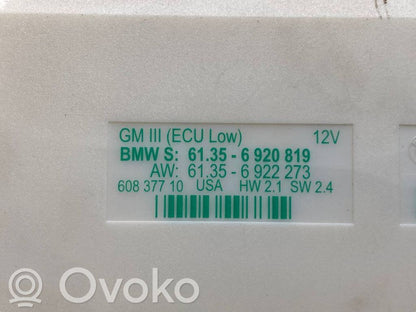 GM III (ECU Low) 12V
BMW S: 61.35 - 6 920 819
AW: 61.35 - 6 922 273
608 377 10 USA HW 2.1 SW 2.4
Ovoko